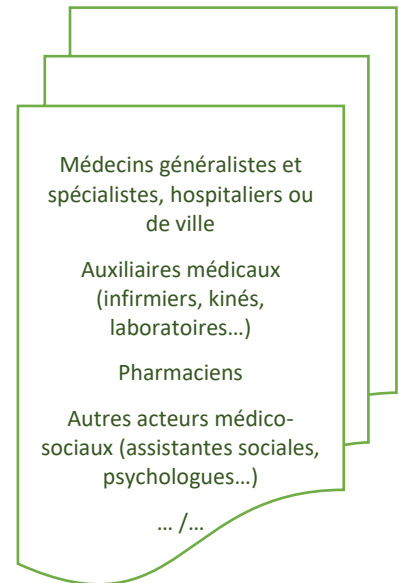 Médecins généralistes et
spécialistes, hospitaliers ou
de ville
Auxiliaires médicaux
(infirmiers, kinés,
laboratoires…)
Pharmaciens
Autres acteurs médico-
sociaux (assistantes sociales,
psychologues…)
… /…